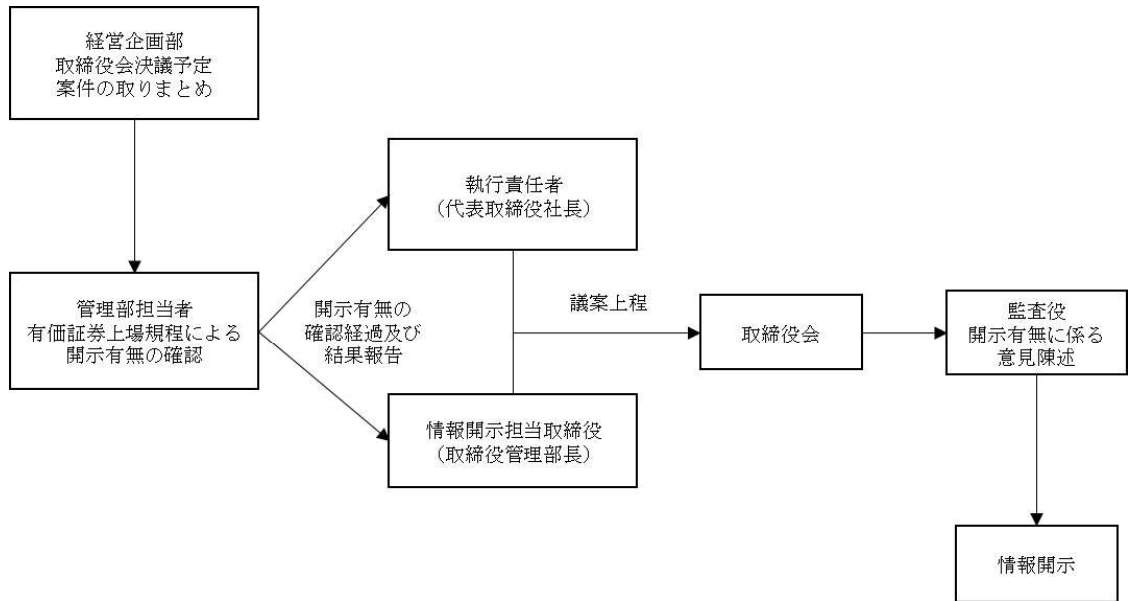 経営企画部
取締役会決議予定
案件の取りまとめ
管理部担当者
有価証券上場規程による
開示有無の確認
開示有無の
確認経過及び
結果報告
執行責任者
（代表取締役社長）
情報開示担当取締役
（取締役管理部長）
議案上程
取締役会
監査役
開示有無に係る
意見陳述
情報開示